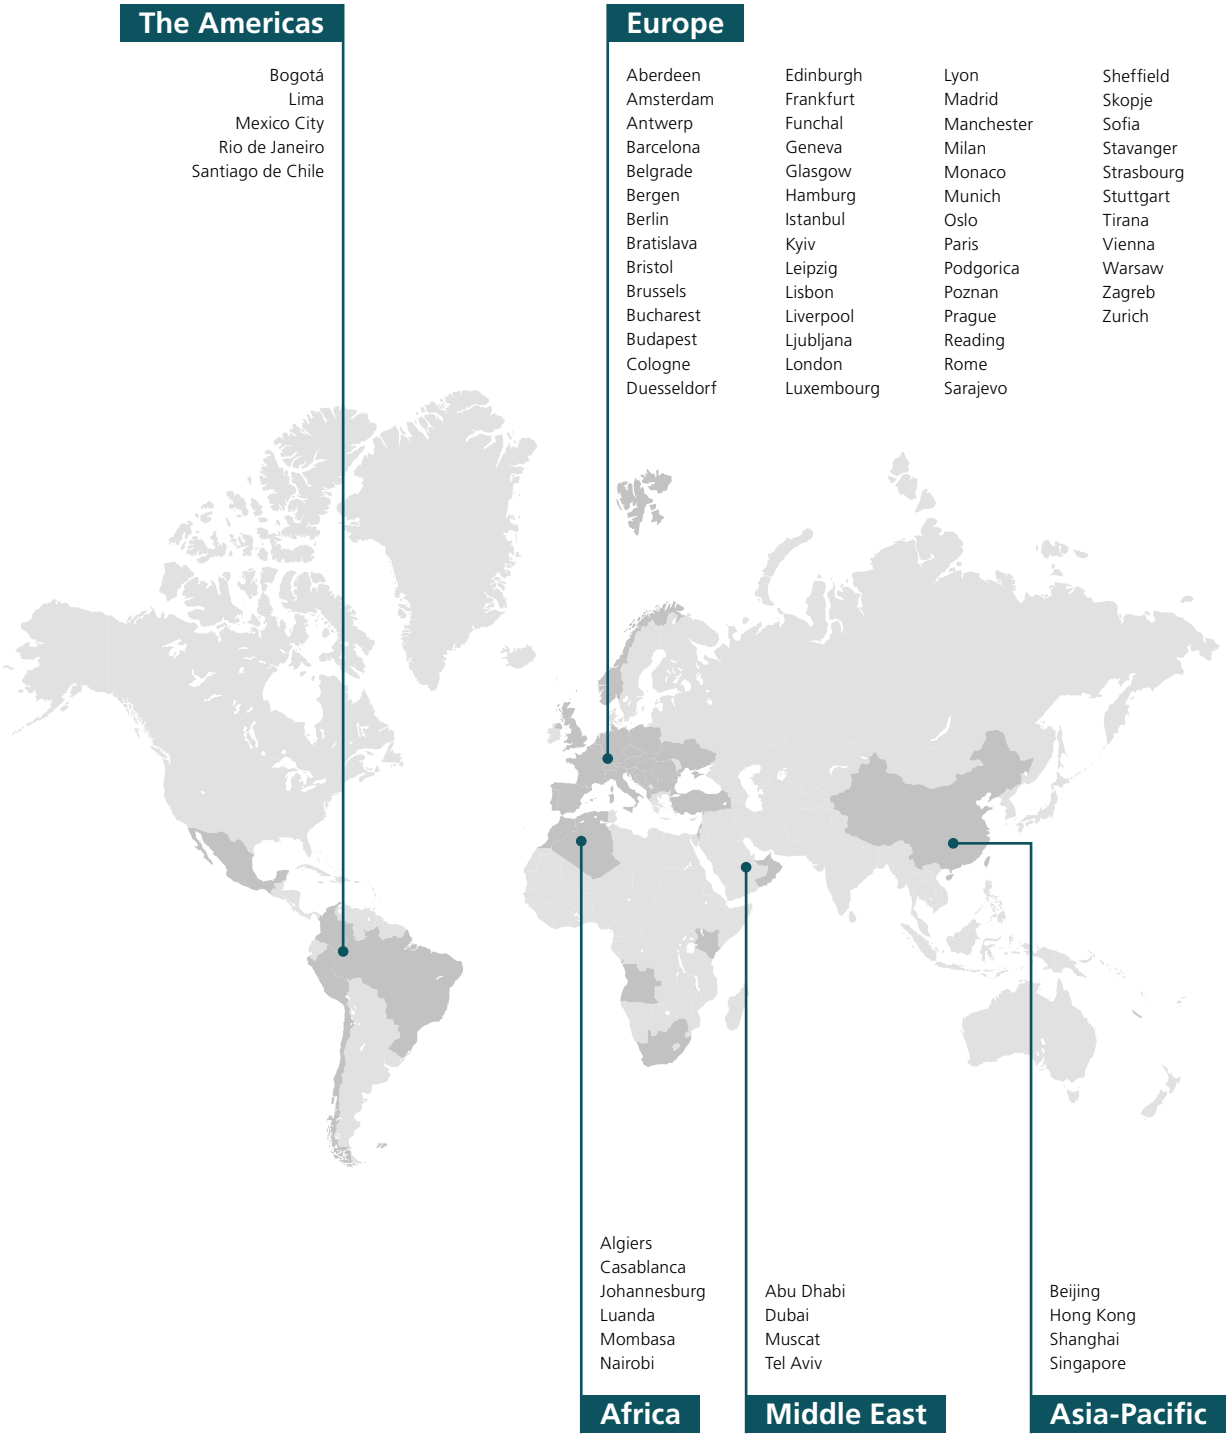 The Americas
Bogotá
Lima
Mexico City
Rio de Janeiro
Santiago de Chile
Europe
Aberdeen
Amsterdam
Antwerp
Barcelona
Belgrade
Bergen
Berlin
Bratislava
Bristol
Brussels
Bucharest
Budapest
Cologne
Duesseldorf
Edinburgh
Frankfurt
Funchal
Geneva
Glasgow
Hamburg
Istanbul
Kyiv
Leipzig
Lisbon
Liverpool
Ljubljana
London
Luxembourg
Lyon
Madrid
Manchester
Milan
Monaco
Munich
Oslo
Paris
Podgorica
Poznan
Prague
Reading
Rome
Sarajevo
Sheffield
Skopje
Sofia
Stavanger
Strasbourg
Stuttgart
Tirana
Vienna
Warsaw
Zagreb
Zurich
Algiers
Casablanca
Johannesburg
Luanda
Mombasa
Nairobi
Africa
Abu Dhabi
Dubai
Muscat
Tel Aviv
Middle East
Beijing
Hong Kong
Shanghai
Singapore
Asia-Pacific